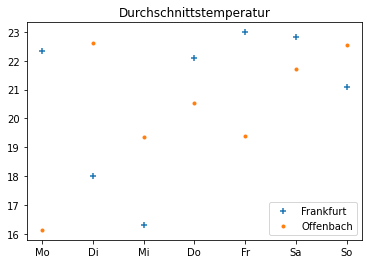 Durchschnittstemperatur
23
22
21
20
19
18
17
16
Mo Di Mi Do Fr Sa So
Frankfurt
Offenbach